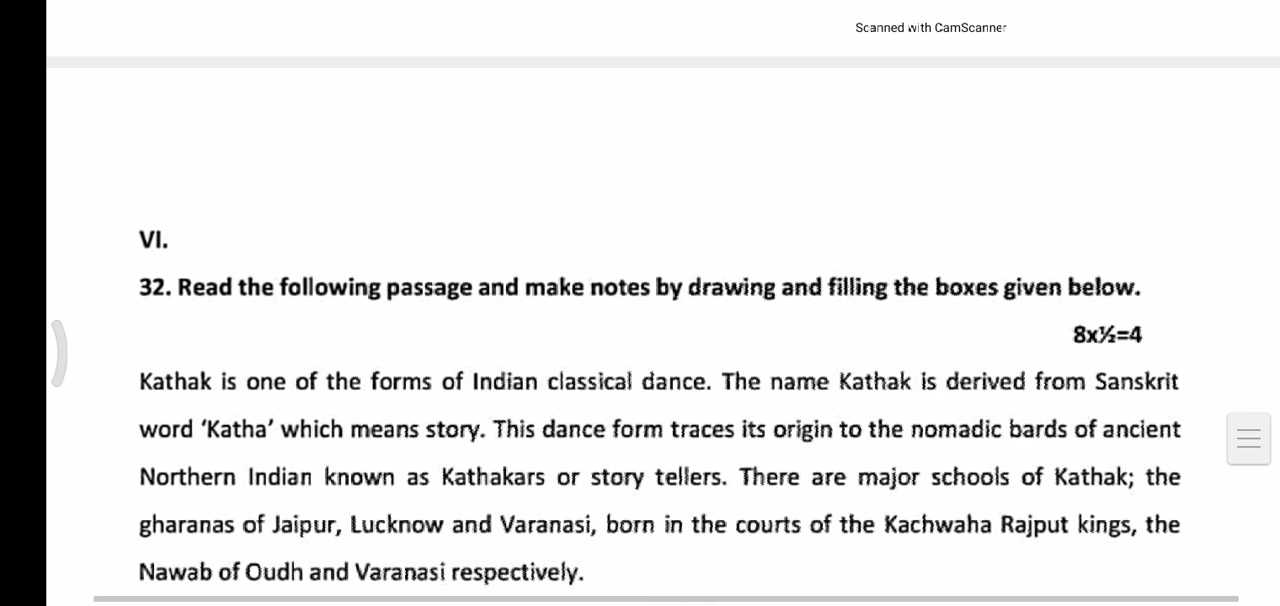 Scanned with CamScanner
VI.
32. Read the following passage and make notes by drawing and filling the boxes given below.
8x½=4
Kathak is one of the forms of Indian classical dance. The name Kathak is derived from Sanskrit
word ‘Katha’ which means story. This dance form traces its origin to the nomadic bards of ancient
Northern Indian known as Kathakars or story tellers. There are major schools of Kathak; the
gharanas of Jaipur, Lucknow and Varanasi, born in the courts of the Kachwaha Rajput kings, the
Nawab of Oudh and Varanasi respectively.